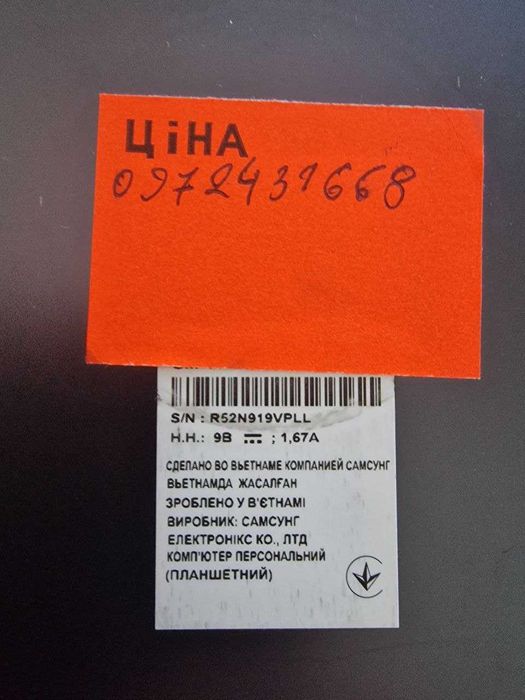 ЦіНА
0972431668
S/N : R52N919VPLL
Н.Н.: 9В ⎓ ; 1,67А
СДЕЛАНО ВО ВЬЕТНАМЕ КОМПАНИЕЙ САМСУНГ
ВЬЕТНАМДА ЖАСАЛҒАН
ЗРОБЛЕНО У В'ЄТНАМІ
ВИРОБНИК: САМСУНГ
ЕЛЕКТРОНІКС КО., ЛТД
КОМП'ЮТЕР ПЕРСОНАЛЬНИЙ
(ПЛАНШЕТНИЙ)